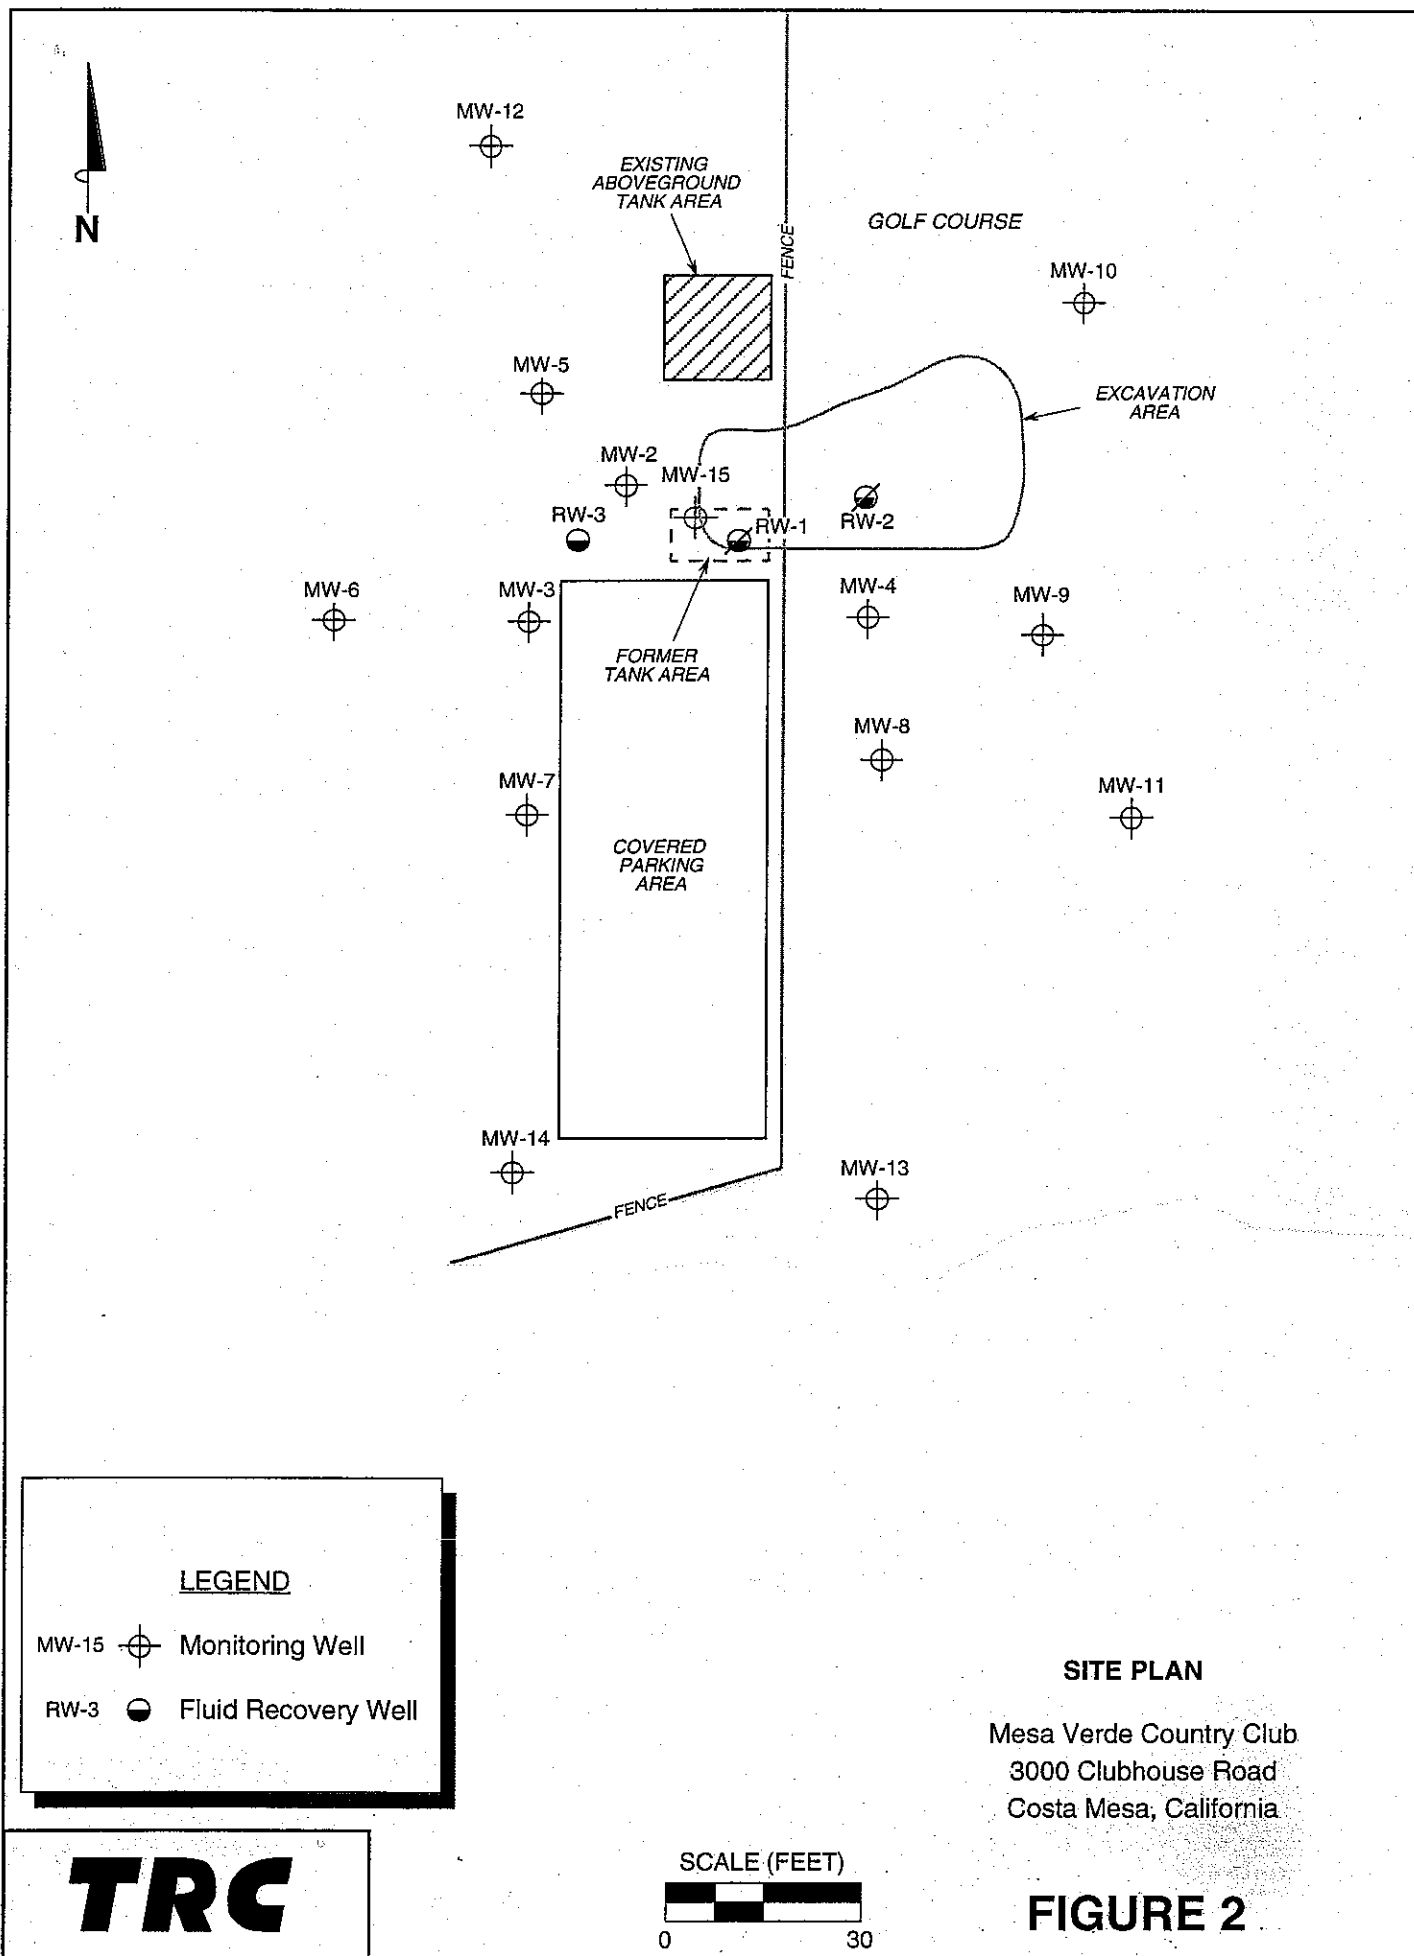 MW-12
EXISTING
ABOVEGROUND
TANK AREA
N
FENCE
GOLF COURSE
MW-10
MW-5
EXCAVATION
AREA
MW-2
MW-15
RW-3
RW-1
RW-2
MW-6
MW-3
MW-4
MW-9
FORMER
TANK AREA
MW-8
MW-7
MW-11
COVERED
PARKING
AREA
MW-14
MW-13
FENCE
LEGEND
MW-15 Monitoring Well
RW-3 Fluid Recovery Well
SITE PLAN
Mesa Verde Country Club
3000 Clubhouse Road
Costa Mesa, California
TRC
SCALE (FEET)
0 30
FIGURE 2